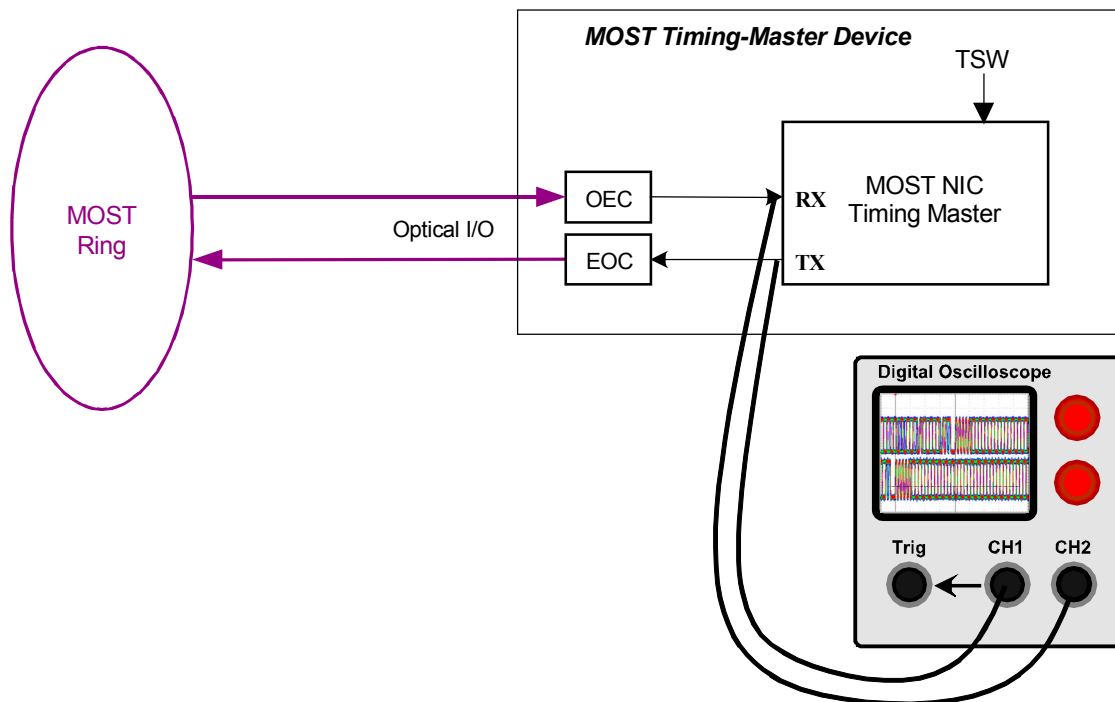 MOST Timing-Master Device
TSW
MOST
Ring
Optical I/O
OEC
EOC
RX
TX
MOST NIC
Timing Master
Digital Oscilloscope
Trig
CH1
CH2